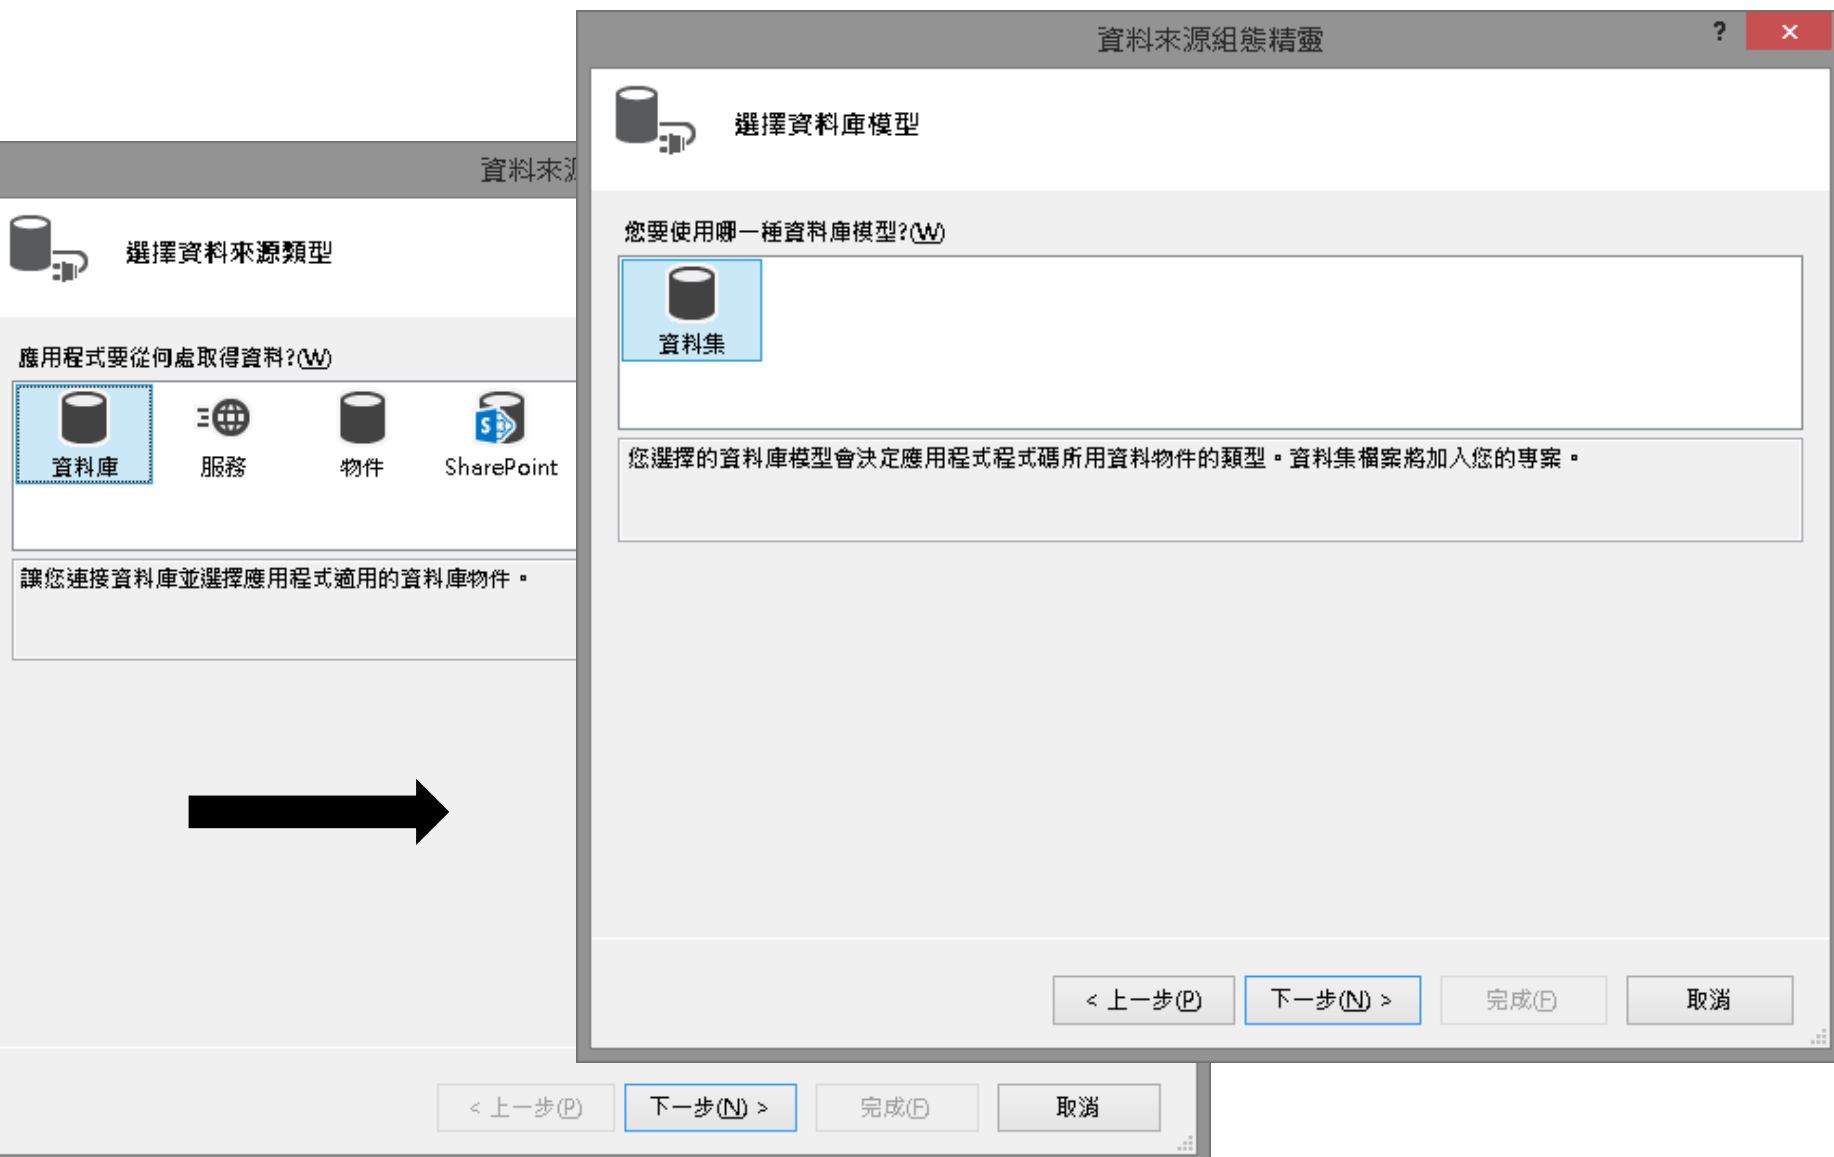 資料來源組態精靈
?
選擇資料庫模型
您要使用哪一種資料庫模型?(W)
資料集
您選擇的資料庫模型會決定應用程式程式碼所用資料物件的類型。資料集檔案將加入您的專案。
< 上一步(P)
下一步(N) >
完成(F)
取消
資料來源
選擇資料來源類型
應用程式要從何處取得資料?(W)
資料庫
服務
物件
SharePoint
讓您連接資料庫並選擇應用程式適用的資料庫物件。
< 上一步(P)
下一步(N) >
完成(F)
取消